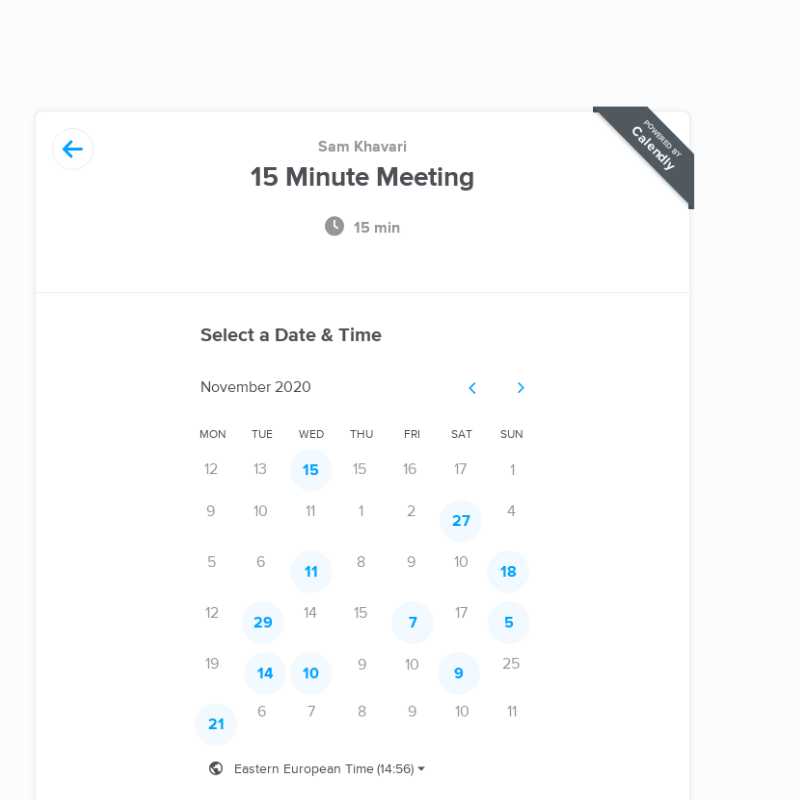 POWERED BY
Calendly
Sam Khavari
15 Minute Meeting
15 min
Select a Date & Time
November 2020
MON TUE WED THU FRI SAT SUN
12 13 15 15 16 17 1
9 10 11 1 2 27 4
5 6 11 8 9 10 18
12 29 14 15 7 17 5
19 14 10 9 10 9 25
21 6 7 8 9 10 11
Eastern European Time (14:56)